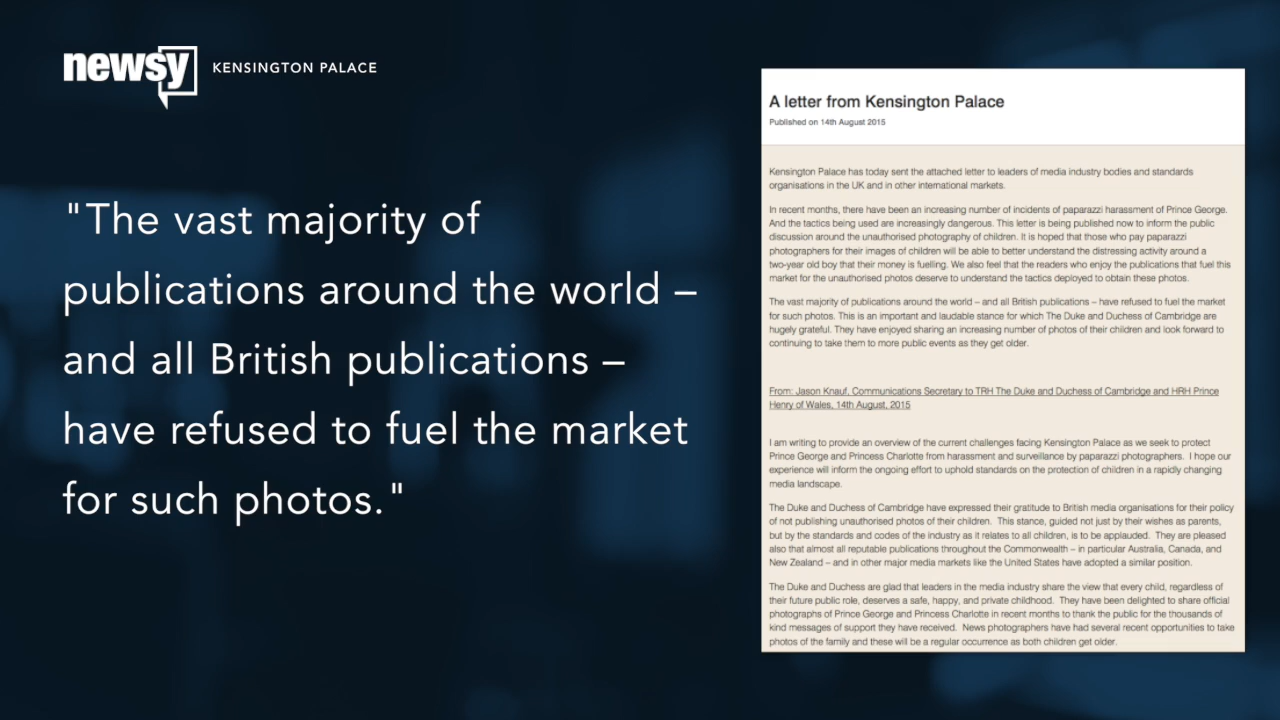 newsy KENSINGTON PALACE
"The vast majority of
publications around the world –
and all British publications –
have refused to fuel the market
for such photos."
A letter from Kensington Palace
Published on 14th August 2015
Kensington Palace has today sent the attached letter to leaders of media industry bodies and standards
organisations in the UK and in other international markets.
In recent months, there have been an increasing number of incidents of paparazzi harassment of Prince George.
And the tactics being used are increasingly dangerous. This letter is being published now to inform the public
discussion around the unauthorised photography of children. It is hoped that those who pay paparazzi
photographers for their images of children will be able to better understand the distressing activity around a
two-year old boy that their money is fuelling. We also feel that the readers who enjoy the publications that fuel this
market for the unauthorised photos deserve to understand the tactics deployed to obtain these photos.
The vast majority of publications around the world – and all British publications – have refused to fuel the market
for such photos. This is an important and laudable stance for which The Duke and Duchess of Cambridge are
hugely grateful. They have enjoyed sharing an increasing number of photos of their children and look forward to
continuing to take them to more public events as they get older.
From: Jason Knauf, Communications Secretary to TRH The Duke and Duchess of Cambridge and HRH Prince
Henry of Wales, 14th August, 2015
I am writing to provide an overview of the current challenges facing Kensington Palace as we seek to protect
Prince George and Princess Charlotte from harassment and surveillance by paparazzi photographers.  I hope our
experience will inform the ongoing effort to uphold standards on the protection of children in a rapidly changing
media landscape.
The Duke and Duchess of Cambridge have expressed their gratitude to British media organisations for their policy
of not publishing unauthorised photos of their children.  This stance, guided not just by their wishes as parents,
but by the standards and codes of the industry as it relates to all children, is to be applauded.  They are pleased
also that almost all reputable publications throughout the Commonwealth – in particular Australia, Canada, and
New Zealand – and in other major media markets like the United States have adopted a similar position.
The Duke and Duchess are glad that leaders in the media industry share the view that every child, regardless of
their future public role, deserves a safe, happy, and private childhood.  They have been delighted to share official
photographs of Prince George and Princess Charlotte in recent months to thank the public for the thousands of
kind messages of support they have received.  News photographers have had several recent opportunities to take
photos of the family and these will be a regular occurrence as both children get older.